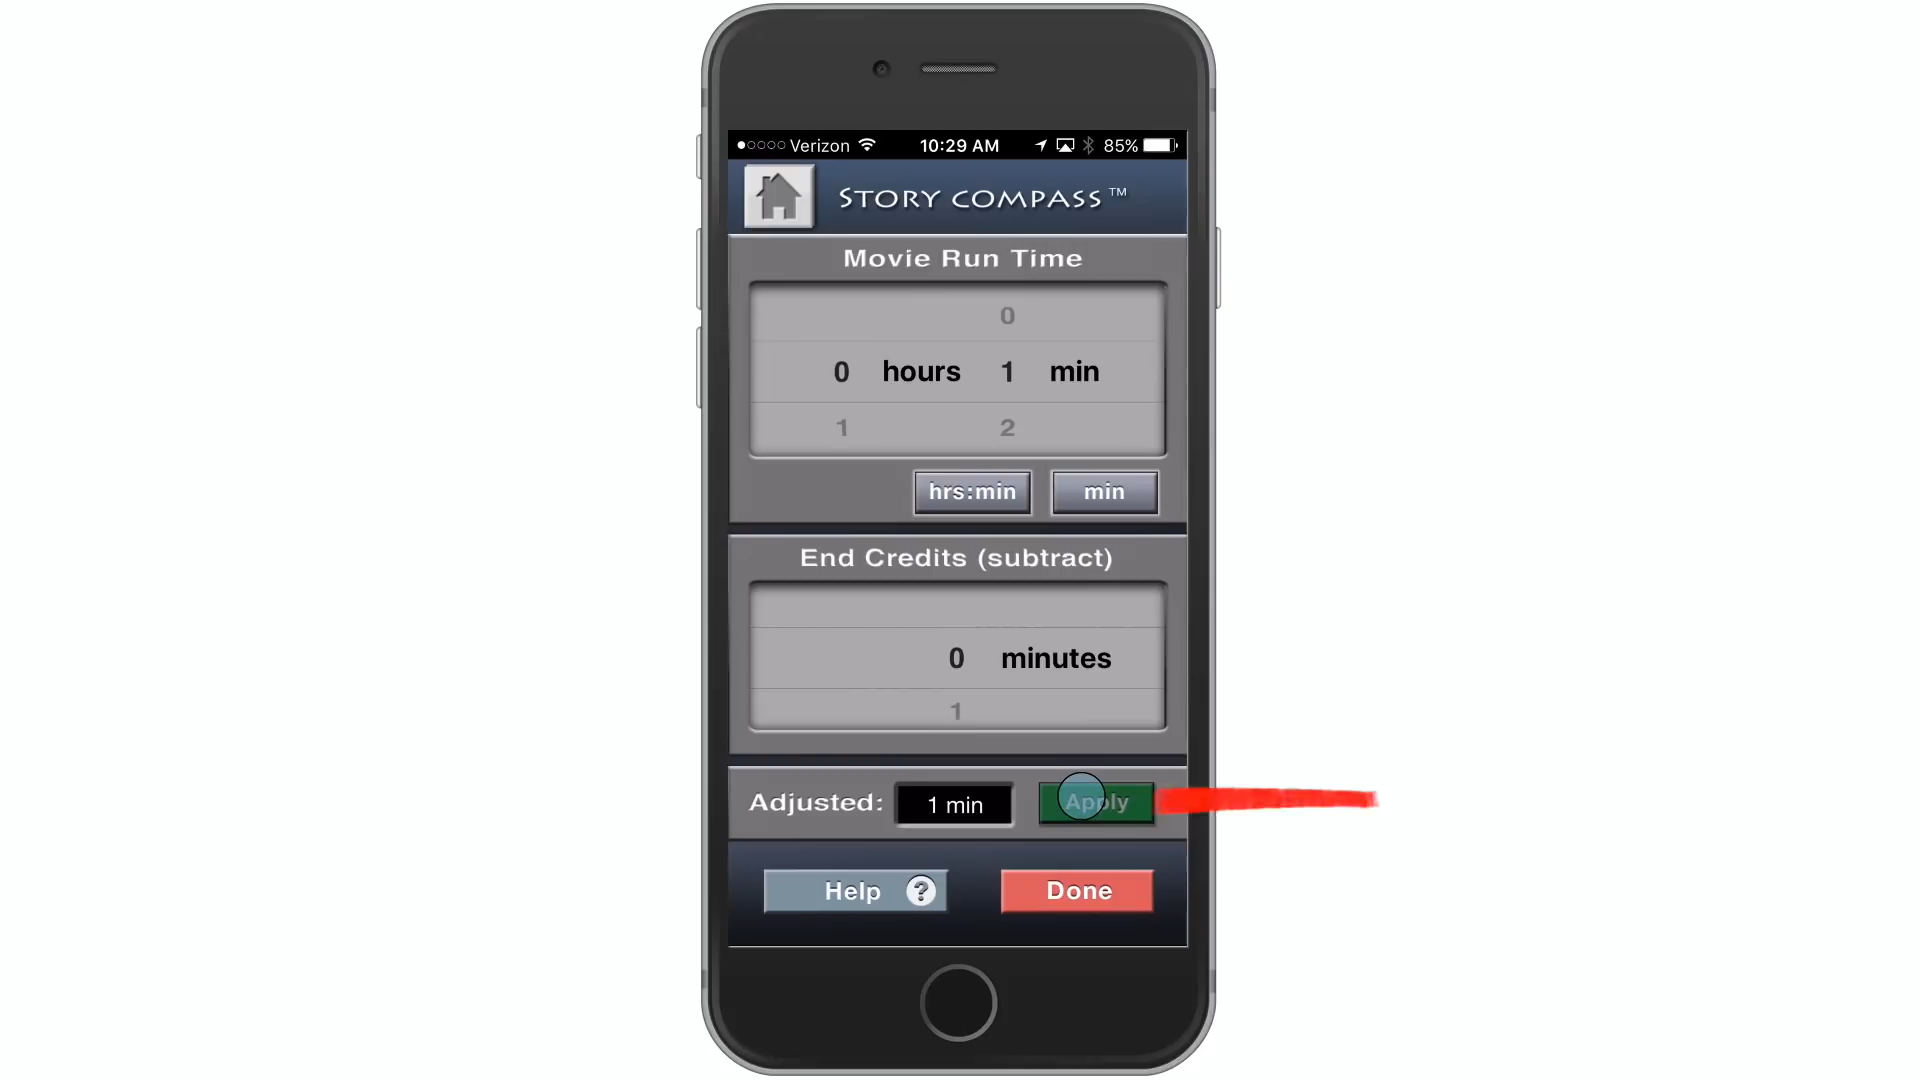 Verizon 10:29 AM 85%
STORY COMPASS™
Movie Run Time
0
0 hours 1 min
1 2
hrs:min min
End Credits (subtract)
0 minutes
1
Adjusted: 1 min Apply
Help ? Done